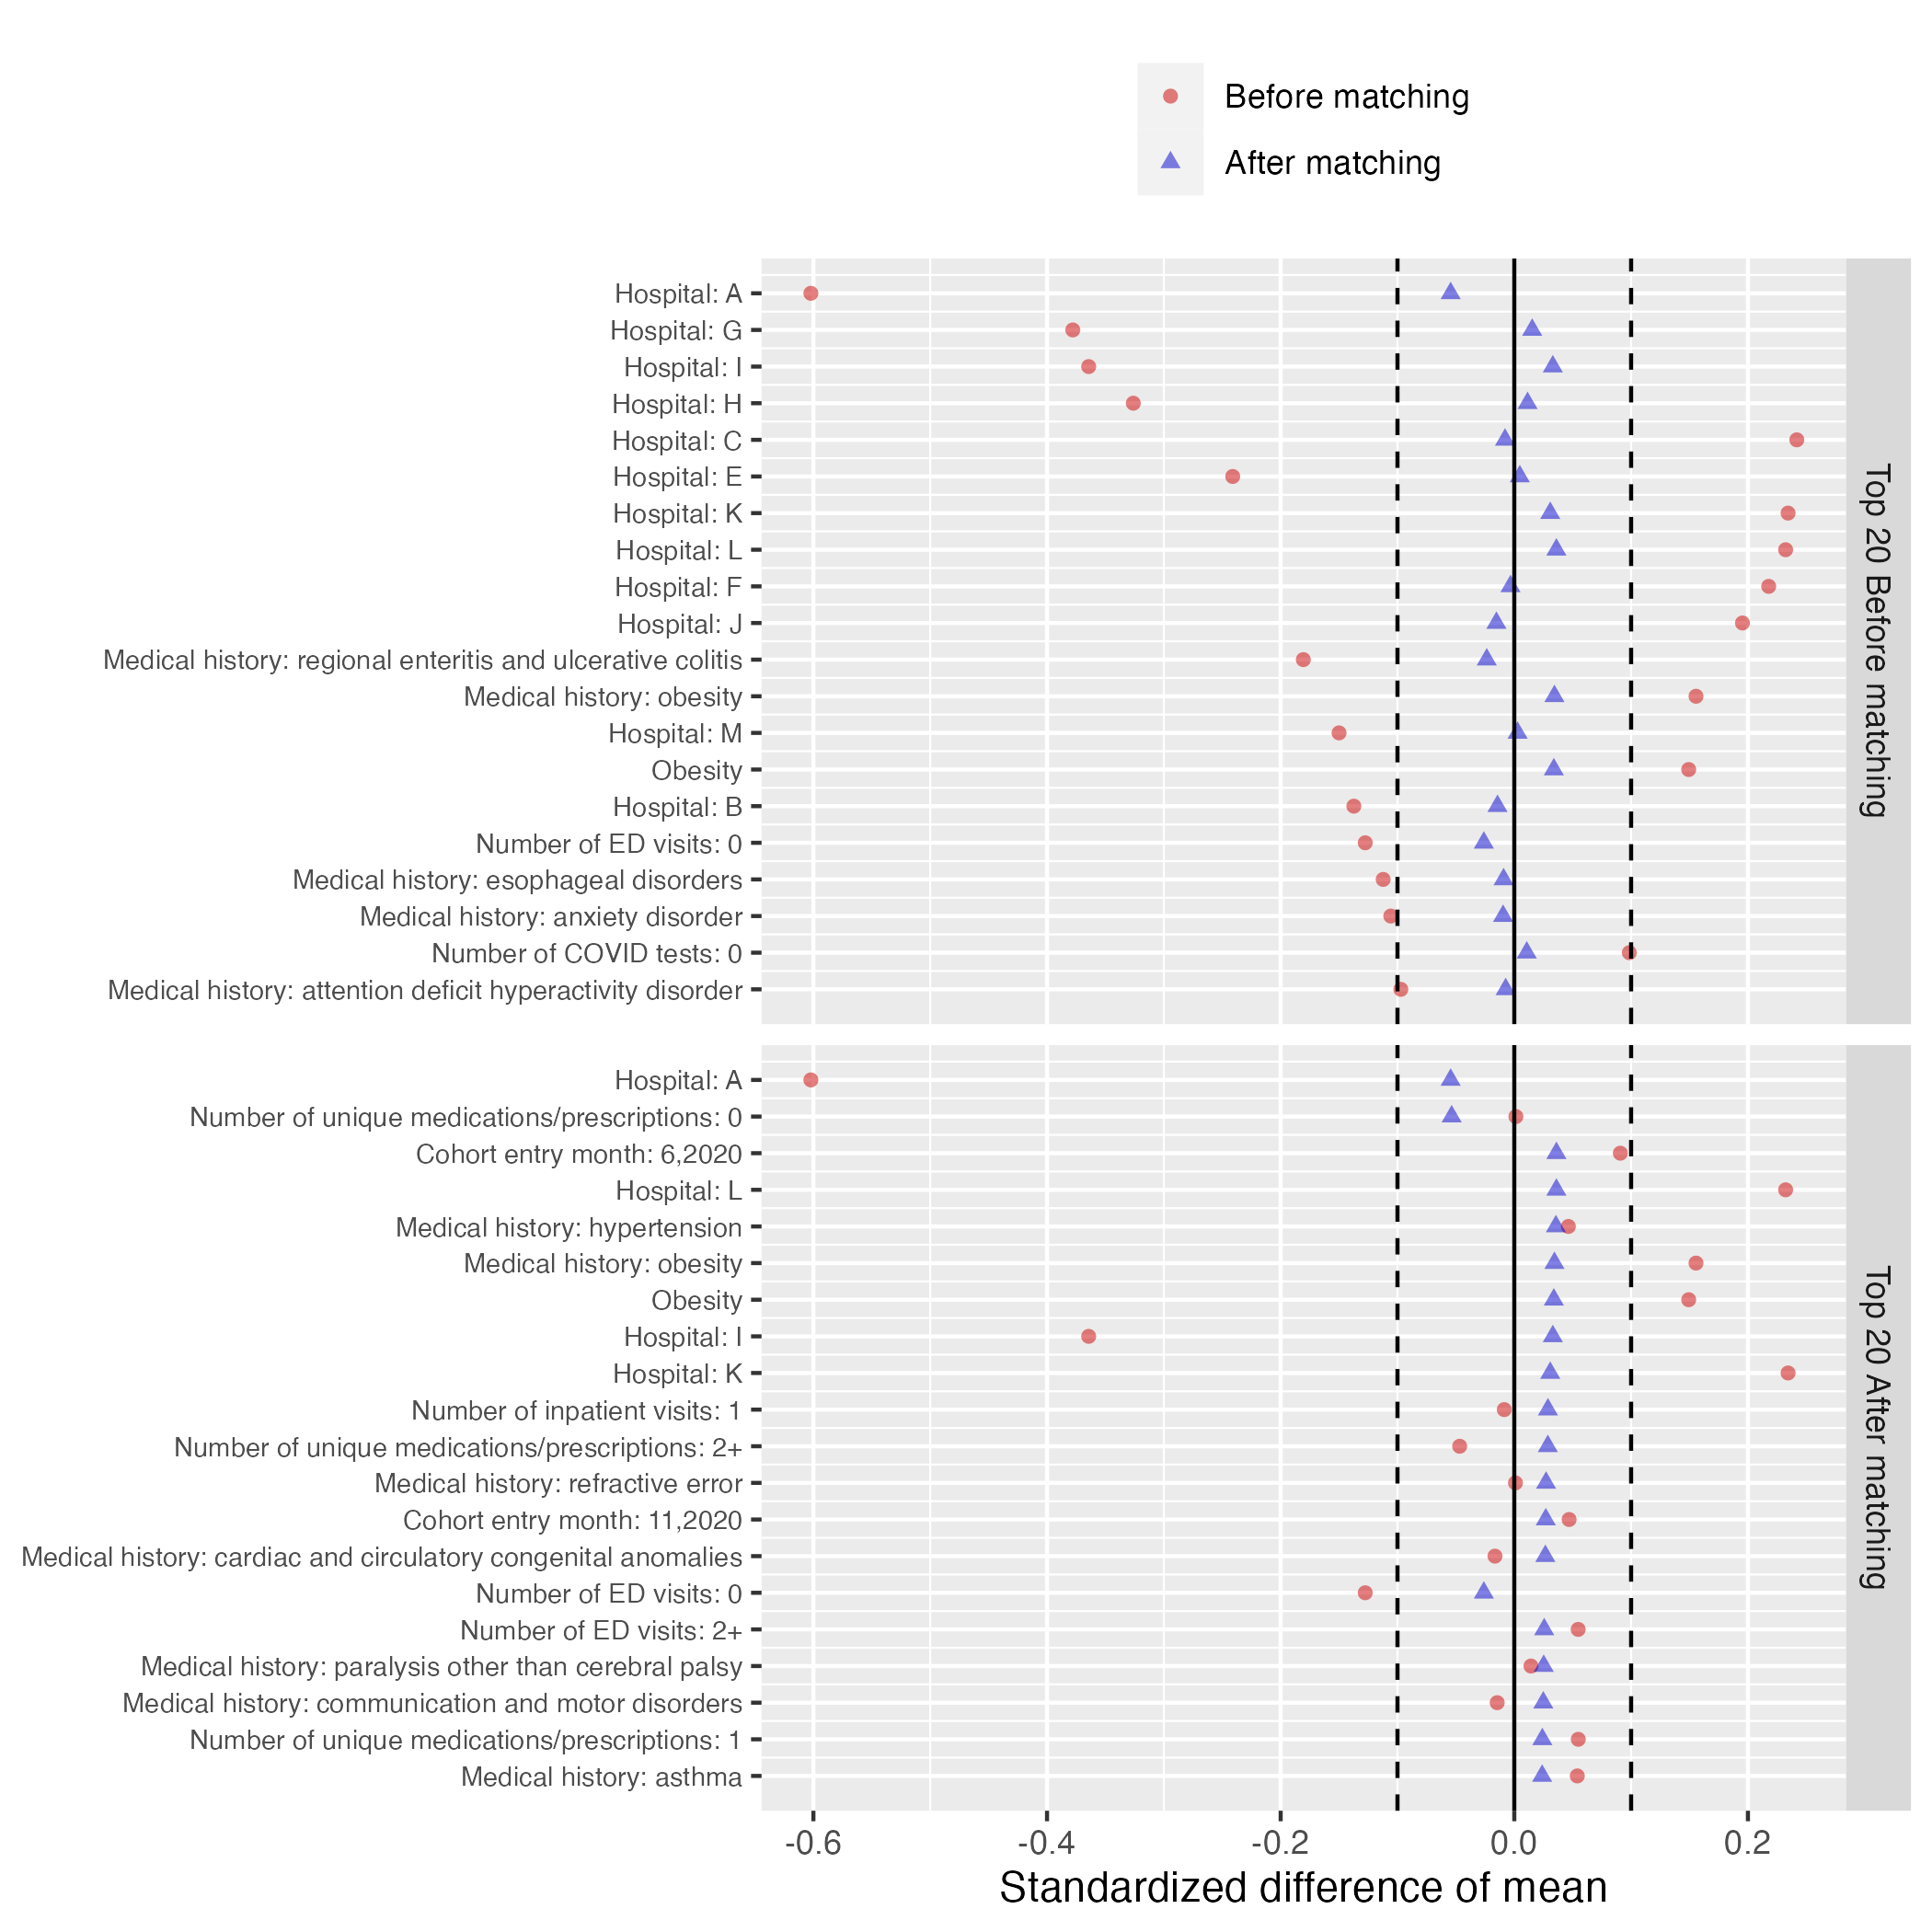 Before matching
After matching
Hospital: A
Hospital: G
Hospital: I
Hospital: H
Hospital: C
Hospital: E
Hospital: K
Hospital: L
Hospital: F
Hospital: J
Medical history: regional enteritis and ulcerative colitis
Medical history: obesity
Hospital: M
Obesity
Hospital: B
Number of ED visits: 0
Medical history: esophageal disorders
Medical history: anxiety disorder
Number of COVID tests: 0
Medical history: attention deficit hyperactivity disorder
Top 20 Before matching
Hospital: A
Number of unique medications/prescriptions: 0
Cohort entry month: 6,2020
Hospital: L
Medical history: hypertension
Medical history: obesity
Obesity
Hospital: I
Hospital: K
Number of inpatient visits: 1
Number of unique medications/prescriptions: 2+
Medical history: refractive error
Cohort entry month: 11,2020
Medical history: cardiac and circulatory congenital anomalies
Number of ED visits: 0
Number of ED visits: 2+
Medical history: paralysis other than cerebral palsy
Medical history: communication and motor disorders
Number of unique medications/prescriptions: 1
Medical history: asthma
Top 20 After matching
-0.6 -0.4 -0.2 0.0 0.2
Standardized difference of mean